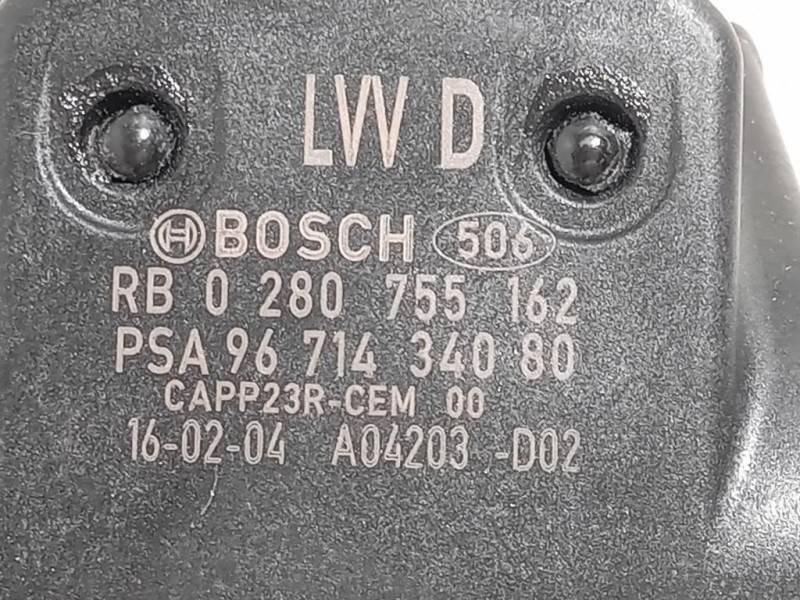 LW D
BOSCH 506
RB 0 280 755 162
PSA 96 714 340 80
CAPP23R-CEM 00
16-02-04 A04203 -D02